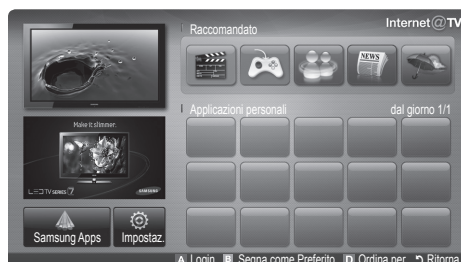 Internet@TV
Raccomandato
NEWS
Applicazioni personali dal giorno 1/1
Make it slimmer.
LED TV SERIES 7 SAMSUNG
Samsung Apps Impostaz.
A Login B Segna come Preferito D Ordina per Ritorna